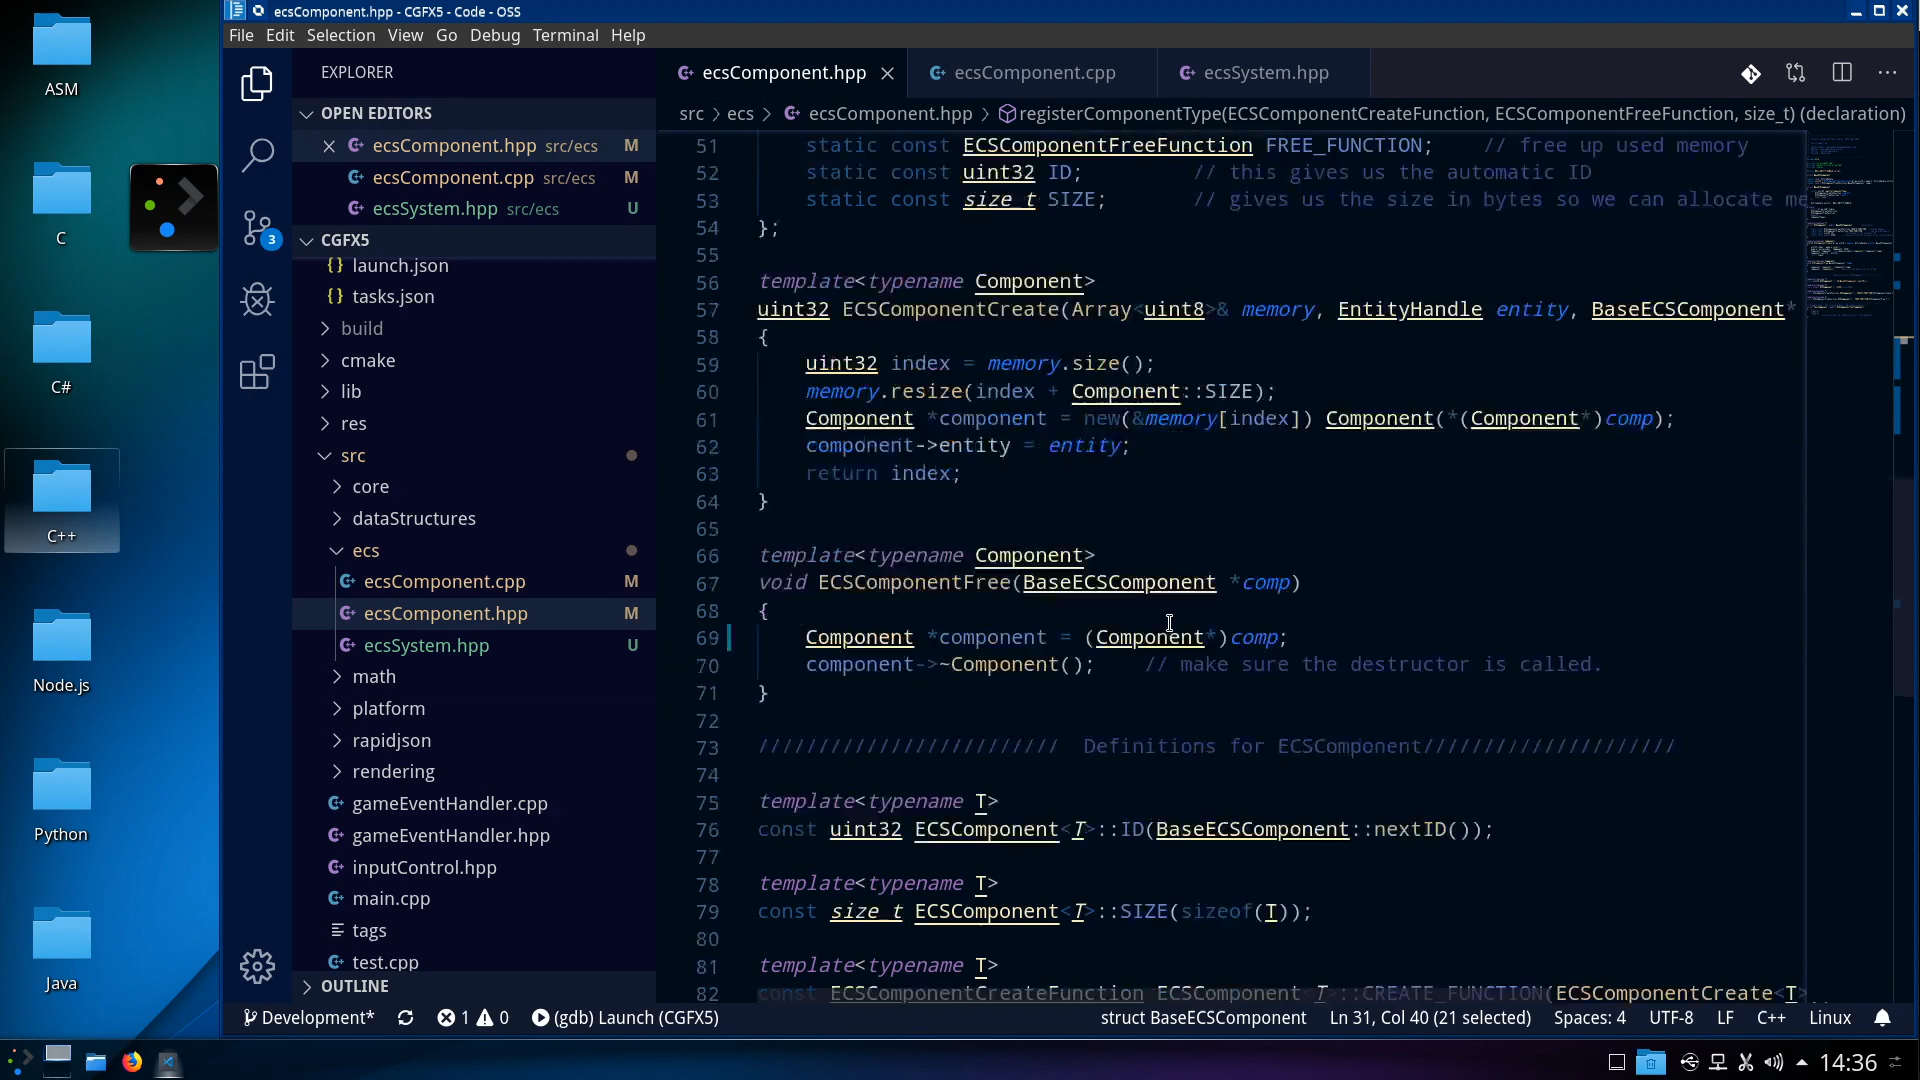 ecsComponent.hpp - CGFX5 - Code - OSS
File Edit Selection View Go Debug Terminal Help
ASM
C
C#
C++
Node.js
Python
Java
EXPLORER
OPEN EDITORS
ecsComponent.hpp src/ecs M
ecsComponent.cpp src/ecs M
ecsSystem.hpp src/ecs U
CGFX5
{} launch.json
{} tasks.json
build
cmake
lib
res
src
core
dataStructures
ecs
ecsComponent.cpp M
ecsComponent.hpp M
ecsSystem.hpp U
math
platform
rapidjson
rendering
gameEventHandler.cpp
gameEventHandler.hpp
inputControl.hpp
main.cpp
tags
test.cpp
OUTLINE
3
ecsComponent.hpp ecsComponent.cpp ecsSystem.hpp
src > ecs > ecsComponent.hpp > registerComponentType(ECSComponentCreateFunction, ECSComponentFreeFunction, size_t) (declaration)
51 static const ECSComponentFreeFunction FREE_FUNCTION; // free up used memory
52 static const uint32 ID; // this gives us the automatic ID
53 static const size_t SIZE; // gives us the size in bytes so we can allocate me
54 };
55
56 template<typename Component>
57 uint32 ECSComponentCreate(Array<uint8>& memory, EntityHandle entity, BaseECSComponent*
58 {
59 uint32 index = memory.size();
60 memory.resize(index + Component::SIZE);
61 Component *component = new(&memory[index]) Component(*(Component*)comp);
62 component->entity = entity;
63 return index;
64 }
65
66 template<typename Component>
67 void ECSComponentFree(BaseECSComponent *comp)
68 {
69 Component *component = (Component*)comp;
70 component->~Component(); // make sure the destructor is called.
71 }
72
73 ///////////////////////// Definitions for ECSComponent/////////////////////
74
75 template<typename T>
76 const uint32 ECSComponent<T>::ID(BaseECSComponent::nextID());
77
78 template<typename T>
79 const size_t ECSComponent<T>::SIZE(sizeof(T));
80
81 template<typename T>
82 const ECSComponentCreateFunction ECSComponent<T>::CREATE_FUNCTION(ECSComponentCreate<T>
Development* 1 0 (gdb) Launch (CGFX5) struct BaseECSComponent Ln 31, Col 40 (21 selected) Spaces: 4 UTF-8 LF C++ Linux
14:36